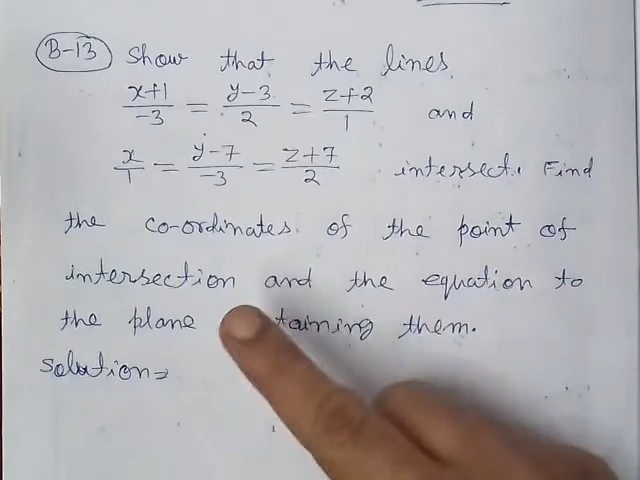 B-13 Show that the lines
x+1/-3 = y-3/2 = z+2/1 and
x/1 = y-7/-3 = z+7/2 intersect. Find
the co-ordinates. of the point of
intersection and the equation to
the plane taining them.
Solution⇒